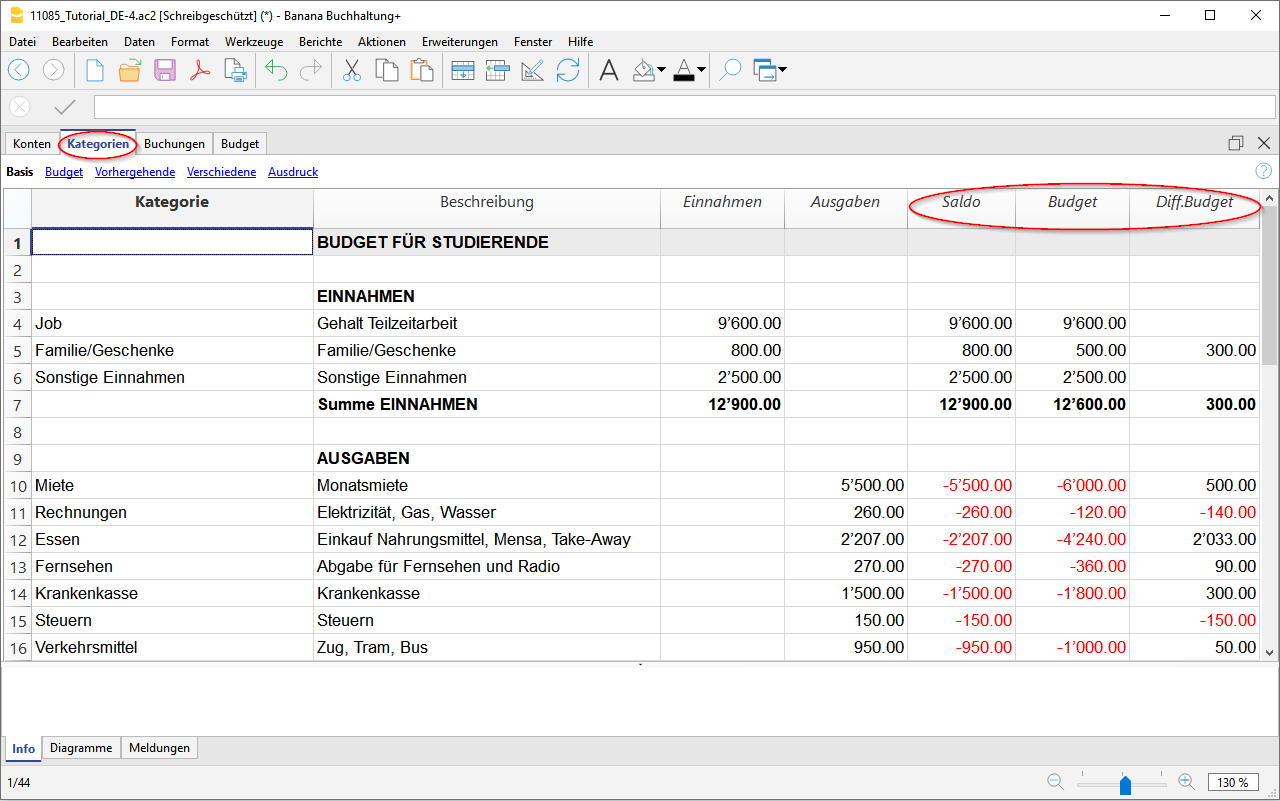 11085_Tutorial_DE-4.ac2 [Schreibgeschützt] (*) - Banana Buchhaltung+
Datei Bearbeiten Daten Format Werkzeuge Berichte Aktionen Erweiterungen Fenster Hilfe
Konten Kategorien Buchungen Budget
Basis Budget Vorhergehende Verschiedene Ausdruck
Kategorie Beschreibung Einnahmen Ausgaben Saldo Budget Diff.Budget
1 BUDGET FÜR STUDIERENDE
2
3 EINNAHMEN
4 Job Gehalt Teilzeitarbeit 9’600.00 9’600.00 9’600.00
5 Familie/Geschenke Familie/Geschenke 800.00 800.00 500.00 300.00
6 Sonstige Einnahmen Sonstige Einnahmen 2’500.00 2’500.00 2’500.00
7 Summe EINNAHMEN 12’900.00 12’900.00 12’600.00 300.00
8
9 AUSGABEN
10 Miete Monatsmiete 5’500.00 -5’500.00 -6’000.00 500.00
11 Rechnungen Elektrizität, Gas, Wasser 260.00 -260.00 -120.00 -140.00
12 Essen Einkauf Nahrungsmittel, Mensa, Take-Away 2’207.00 -2’207.00 -4’240.00 2’033.00
13 Fernsehen Abgabe für Fernsehen und Radio 270.00 -270.00 -360.00 90.00
14 Krankenkasse Krankenkasse 1’500.00 -1’500.00 -1’800.00 300.00
15 Steuern Steuern 150.00 -150.00 -150.00
16 Verkehrsmittel Zug, Tram, Bus 950.00 -950.00 -1’000.00 50.00
Info Diagramme Meldungen
1/44 130 %